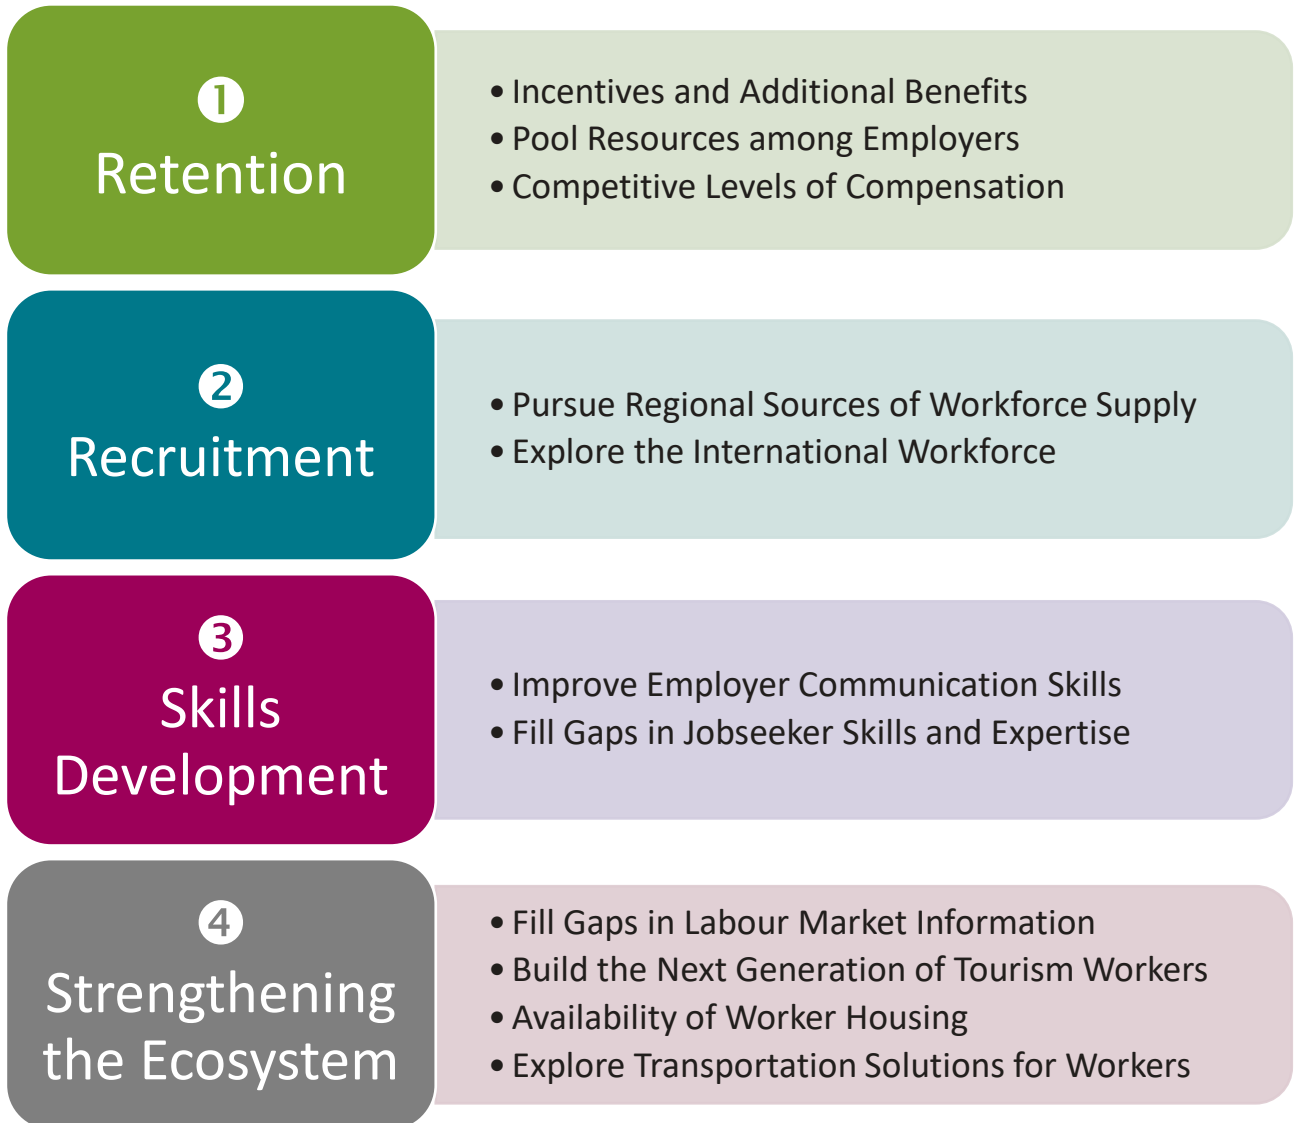 ❶
Retention
• Incentives and Additional Benefits
• Pool Resources among Employers
• Competitive Levels of Compensation
❷
Recruitment
• Pursue Regional Sources of Workforce Supply
• Explore the International Workforce
❸
Skills
Development
• Improve Employer Communication Skills
• Fill Gaps in Jobseeker Skills and Expertise
❹
Strengthening
the Ecosystem
• Fill Gaps in Labour Market Information
• Build the Next Generation of Tourism Workers
• Availability of Worker Housing
• Explore Transportation Solutions for Workers